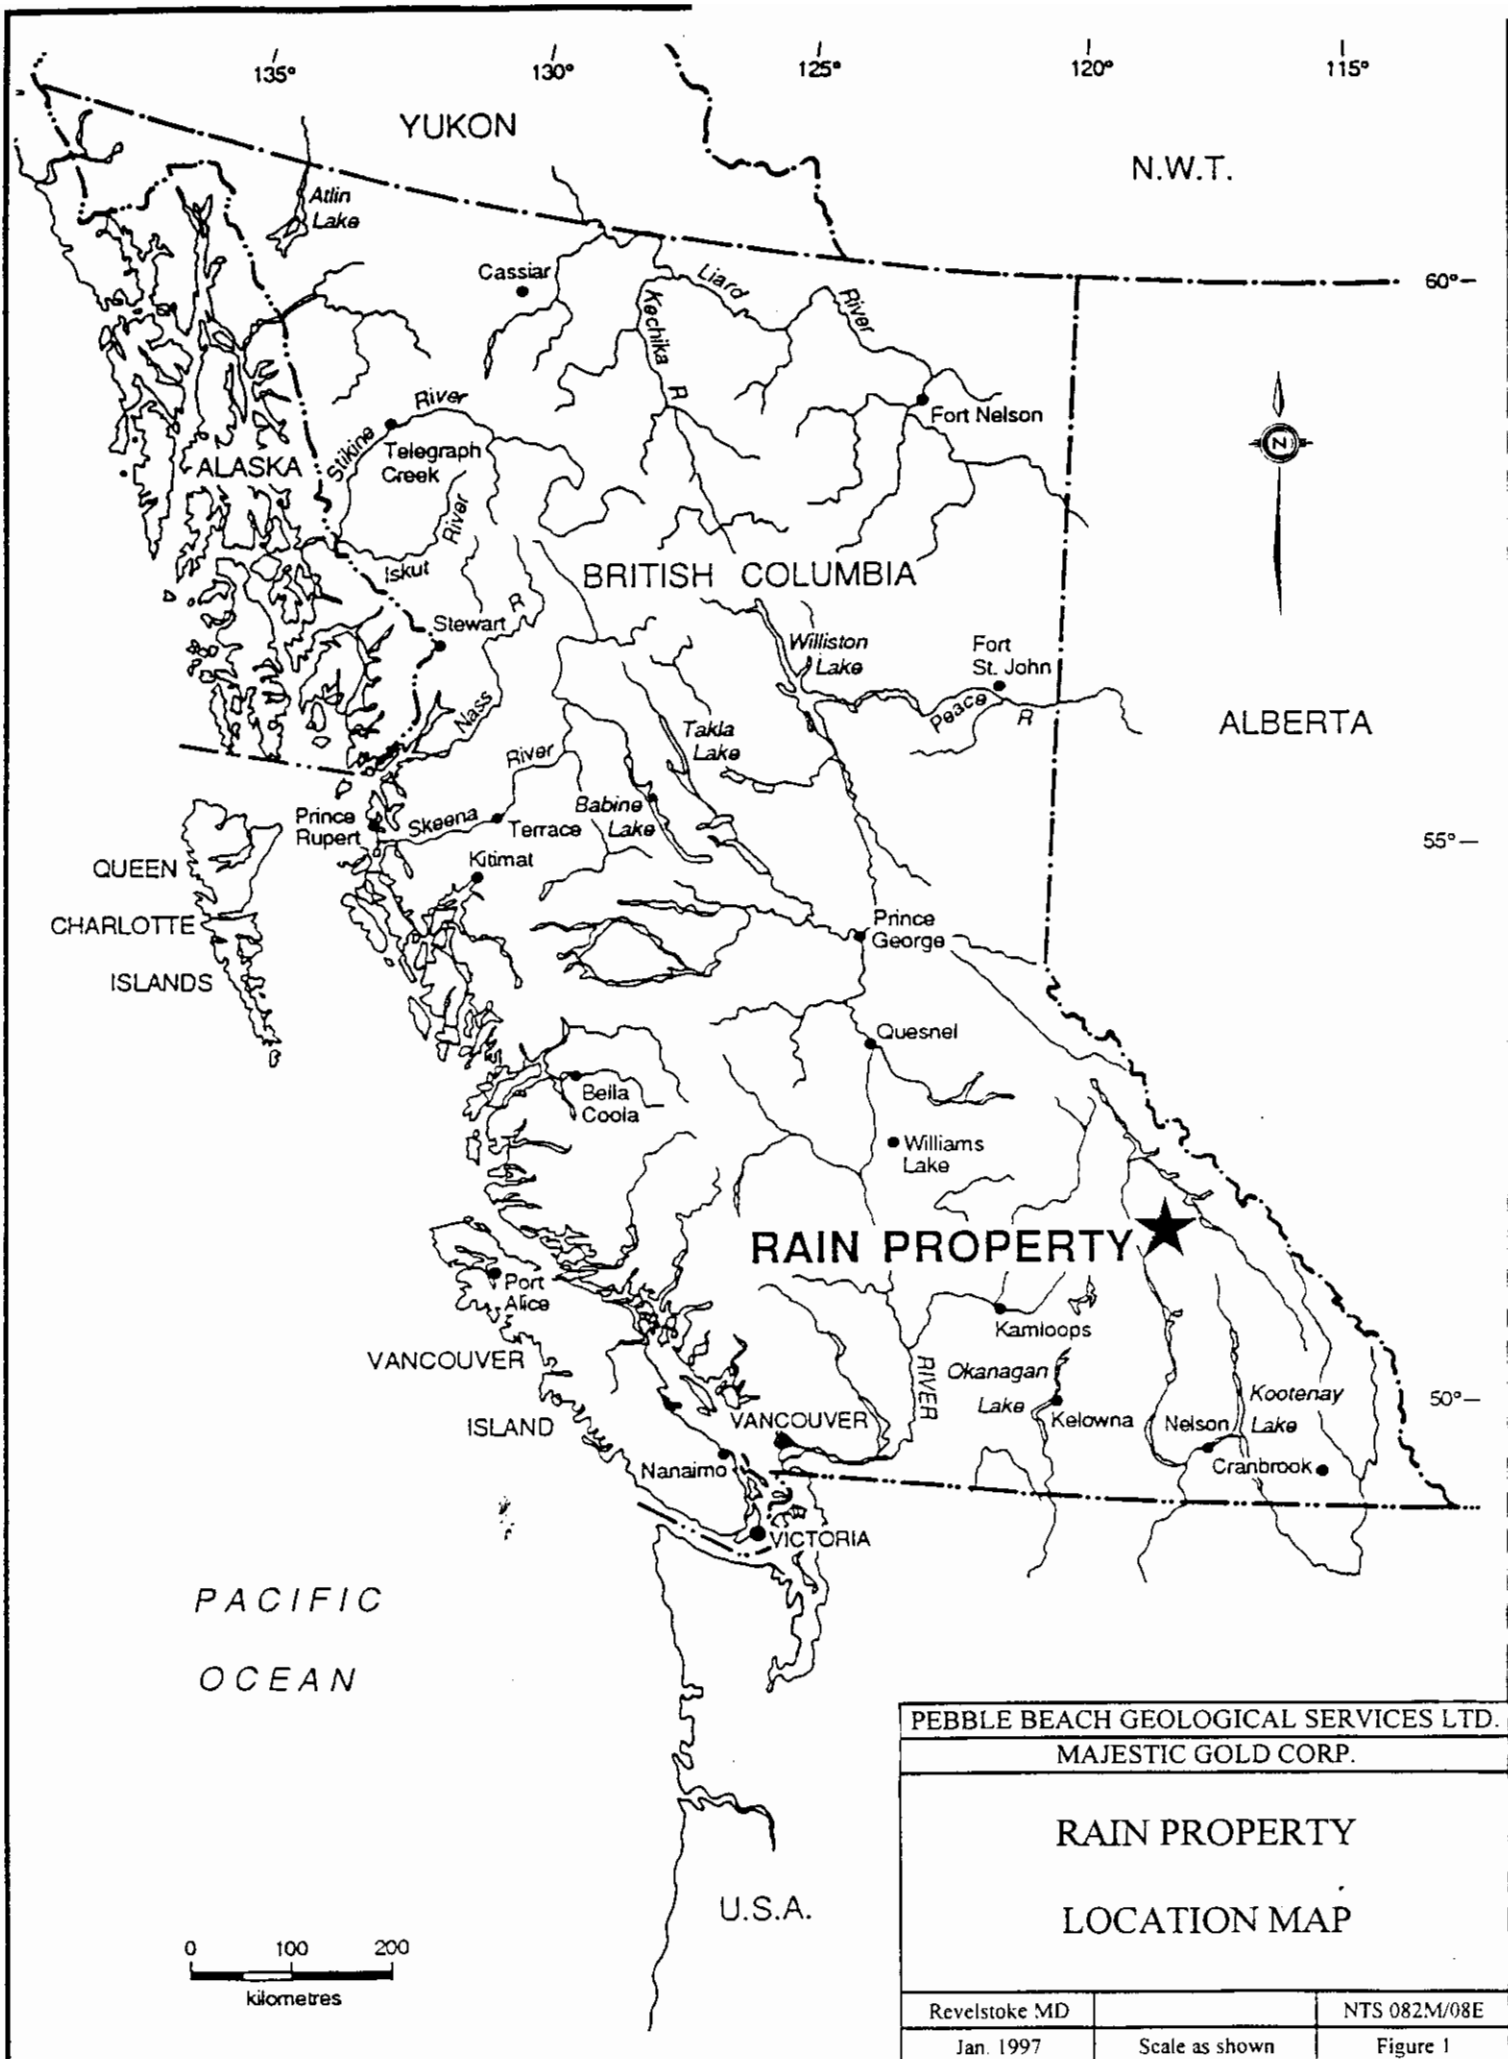 135°
130°
125°
120°
115°
YUKON
N.W.T.
Atlin
Lake
Cassiar
Liard
River
60°
Kechika
R
Fort Nelson
Stikine
River
Telegraph
Creek
ALASKA
River
Iskut
N
BRITISH COLUMBIA
Stewart
R
Nass
Williston
Lake
Fort
St. John
Peace
R
ALBERTA
Takla
Lake
River
Babine
Lake
Prince
Rupert
Skeena
Terrace
Kitimat
55°
QUEEN
CHARLOTTE
ISLANDS
Prince
George
Quesnel
Bella
Coola
Williams
Lake
RAIN PROPERTY
Port
Alice
Kamloops
VANCOUVER
ISLAND
RIVER
Okanagan
Lake
Kelowna
Kootenay
Lake
Nelson
Cranbrook
50°
VANCOUVER
Nanaimo
VICTORIA
PACIFIC
OCEAN
U.S.A.
0 100 200
kilometres
PEBBLE BEACH GEOLOGICAL SERVICES LTD.
MAJESTIC GOLD CORP.
RAIN PROPERTY
LOCATION MAP
Revelstoke MD
NTS 082M/08E
Jan. 1997
Scale as shown
Figure 1